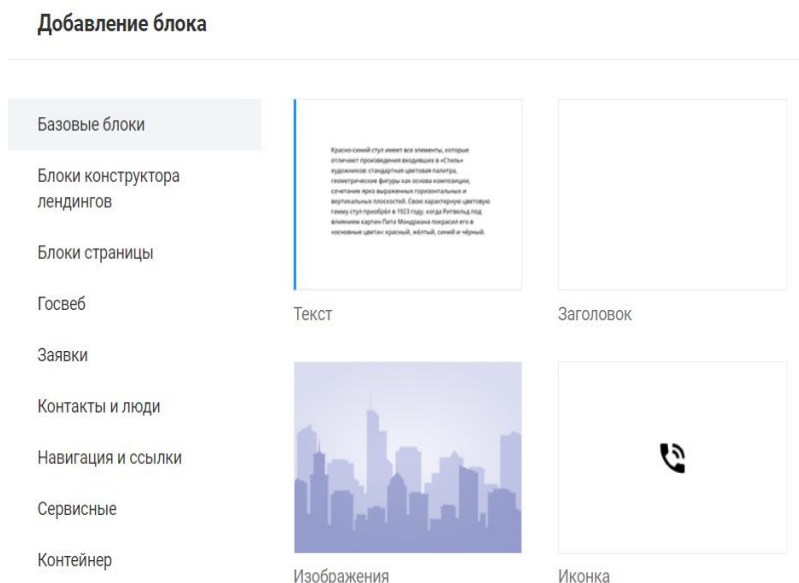 Добавление блока
Базовые блоки
Блоки конструктора
лендингов
Блоки страницы
Госвеб
Заявки
Контакты и люди
Навигация и ссылки
Сервисные
Контейнер
Красно-синий стул имеет все элементы, которые
отличают произведения входивших в «Стиль»
художников: стандартная цветовая палитра,
геометрические фигуры как основа композиции,
сочетание ярко выраженных горизонтальных и
вертикальных плоскостей. Свою характерную цветовую
гамму стул приобрёл в 1923 году, когда Ритвельд под
влиянием картин Пита Мондриана покрасил его в
«основные цвета»: красный, жёлтый, синий и чёрный.
Текст
Заголовок
Изображения
Иконка